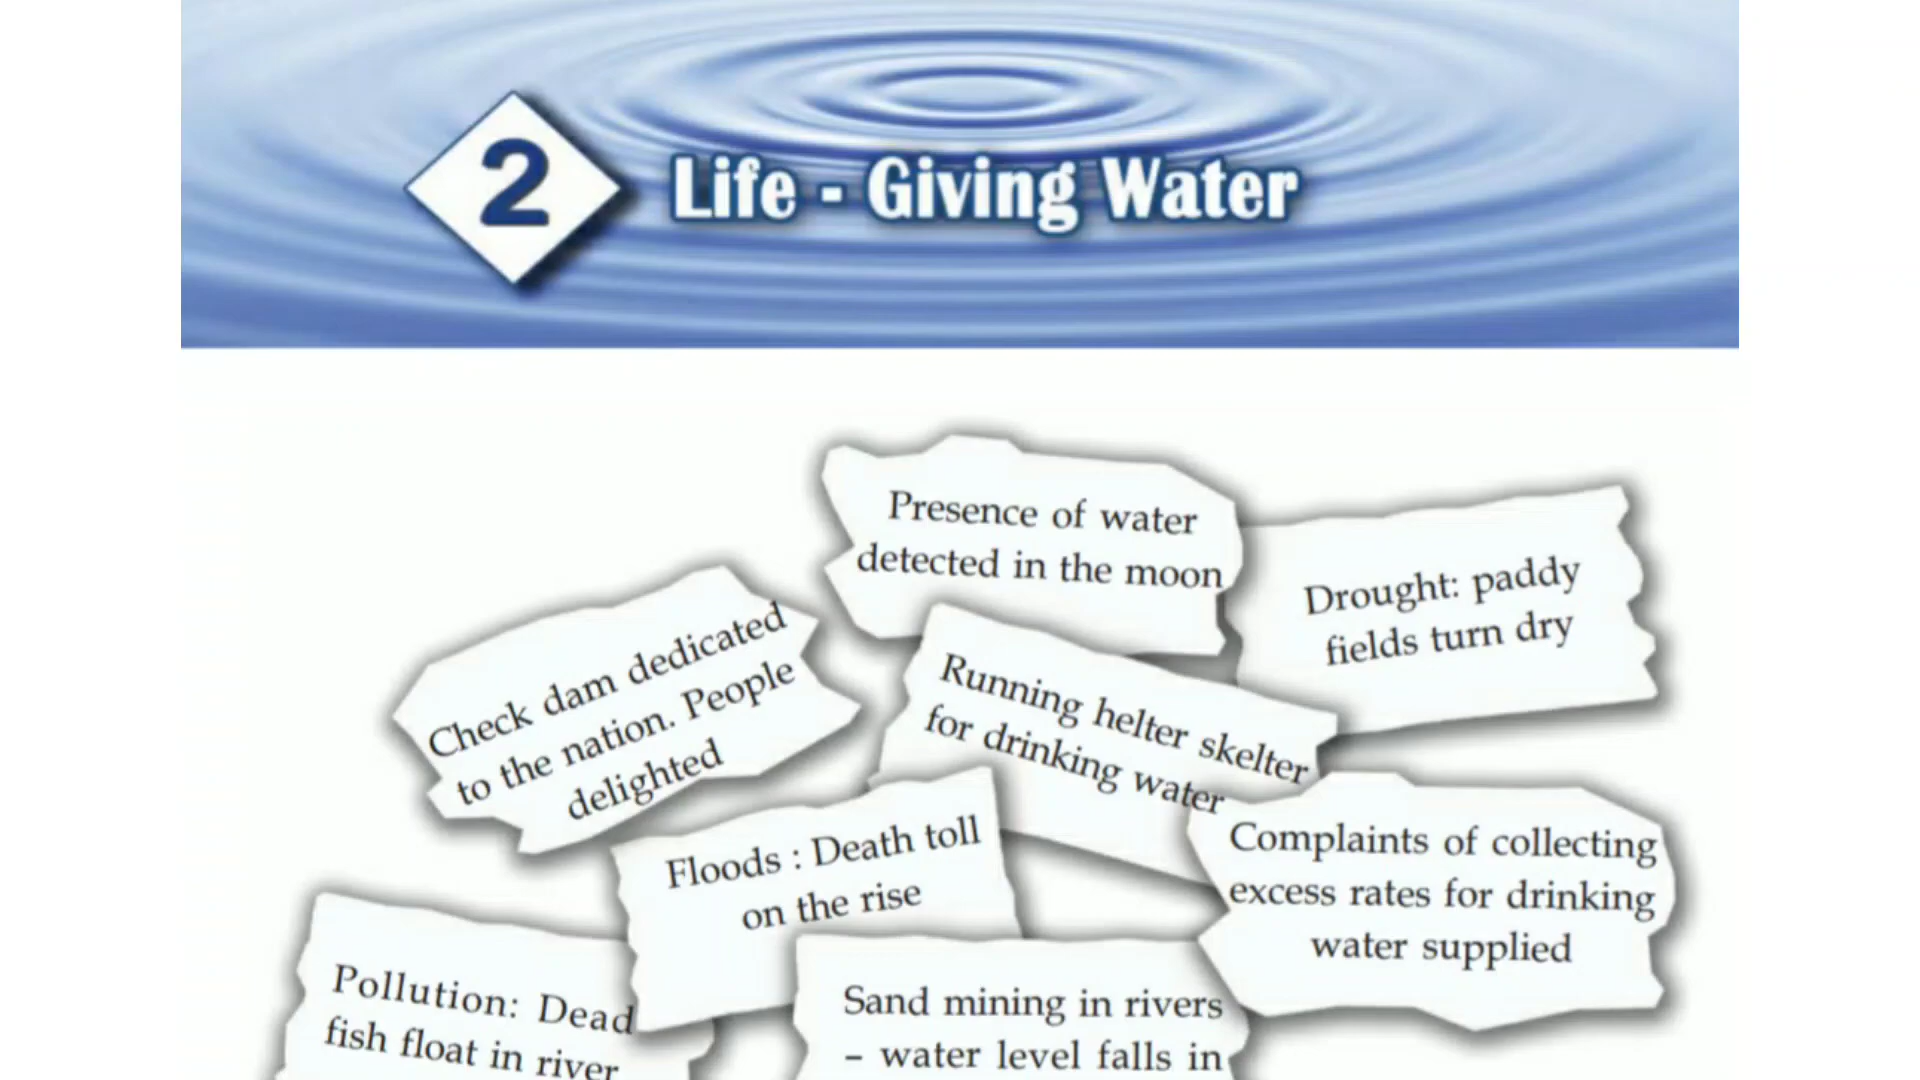 2
Life - Giving Water
Presence of water
detected in the moon
Drought: paddy
fields turn dry
Check dam dedicated
to the nation. People
delighted
Running helter skelter
for drinking water
Floods : Death toll
on the rise
Complaints of collecting
excess rates for drinking
water supplied
Pollution: Dead
fish float in river
Sand mining in rivers
– water level falls in